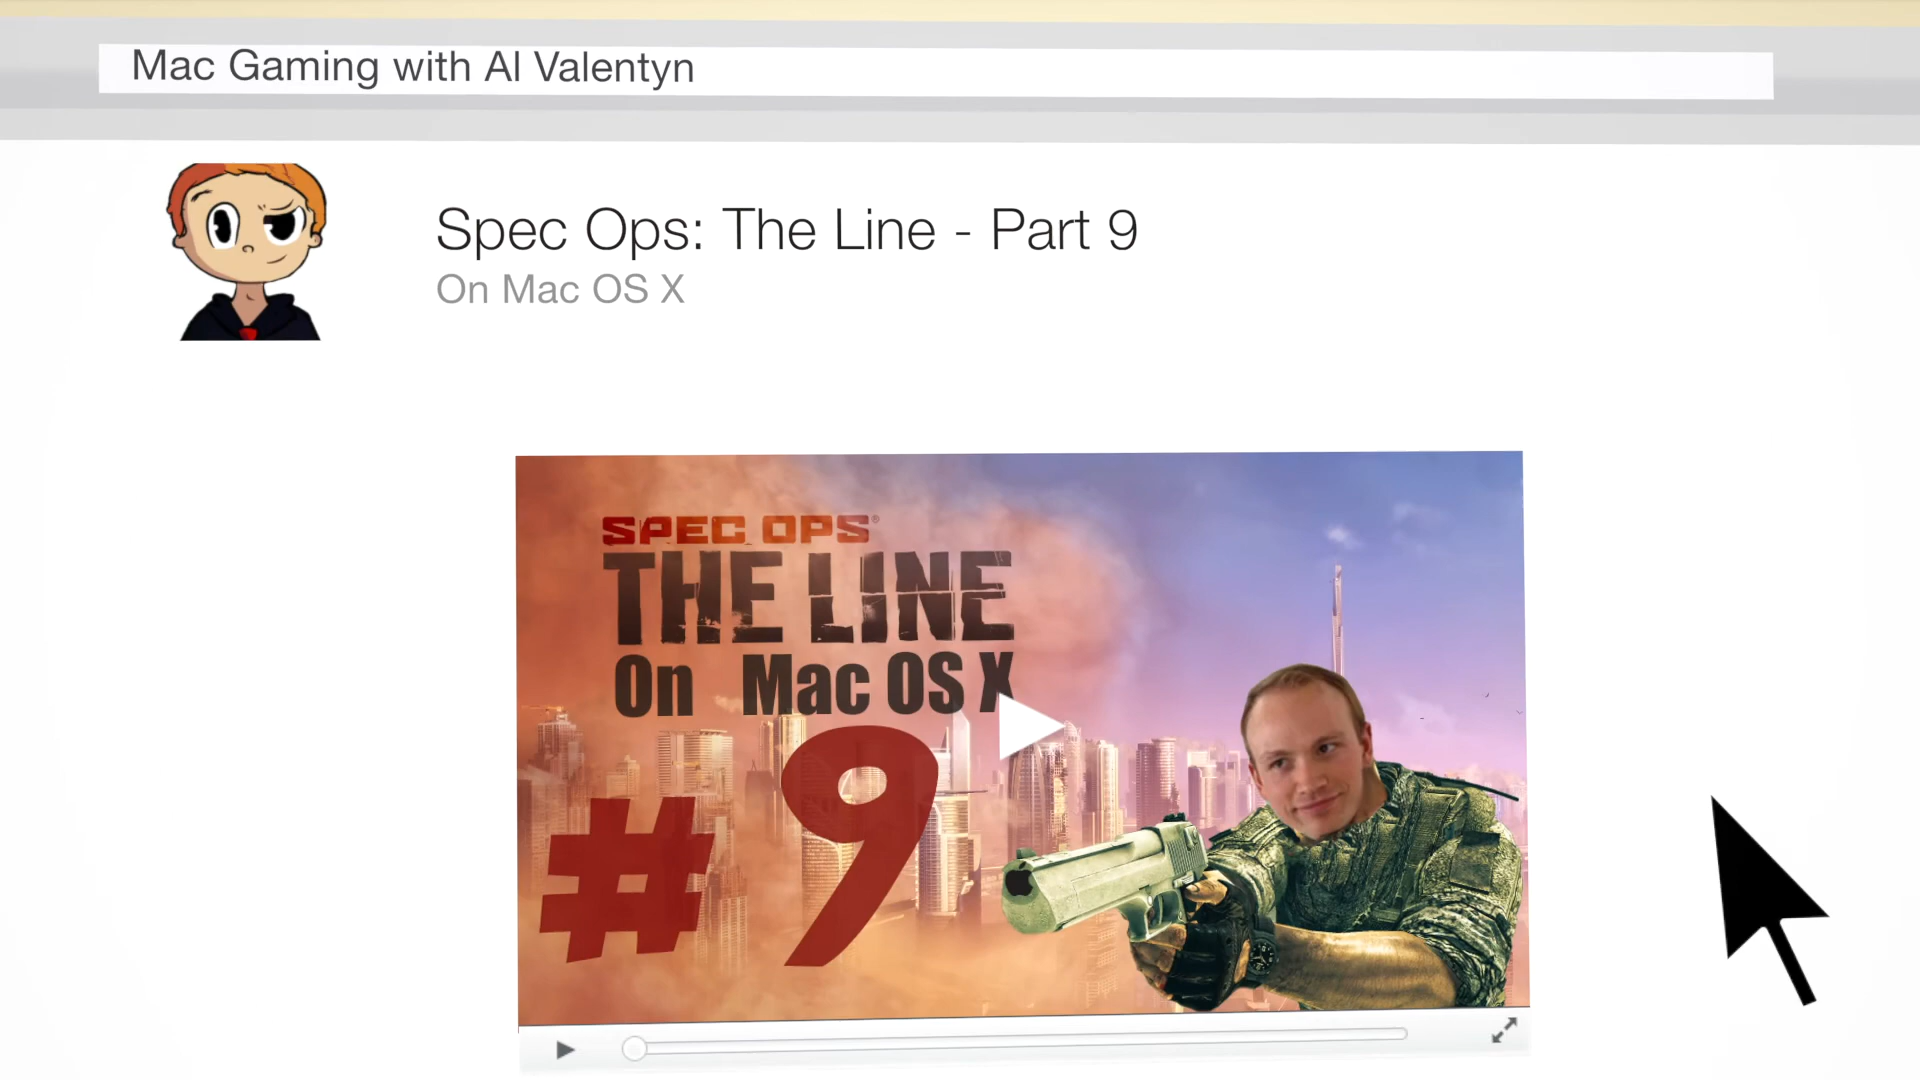 Mac Gaming with Al Valentyn
Spec Ops: The Line - Part 9
On Mac OS X
SPEC OPS®
THE LINE
On Mac OS X
#9